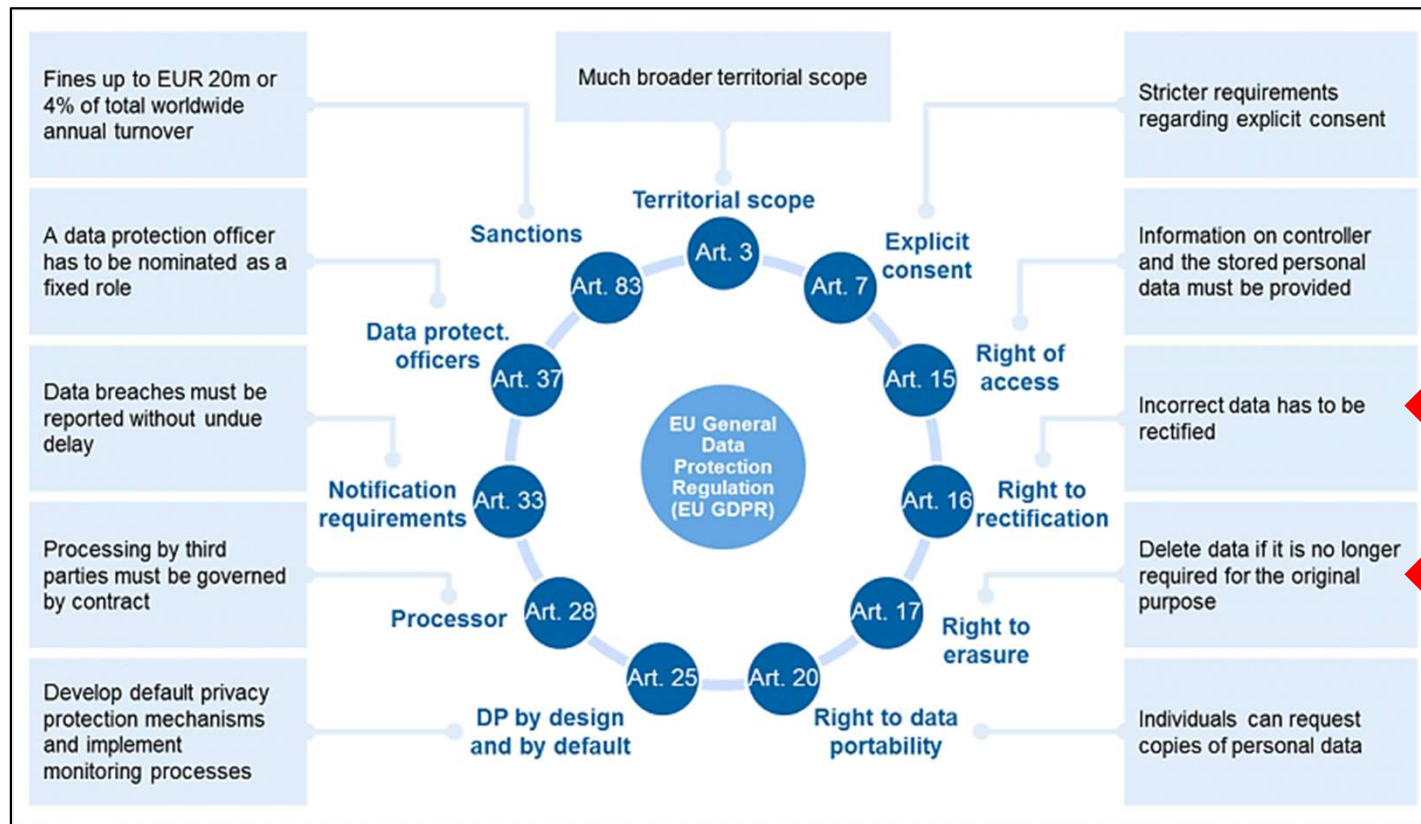 Fines up to EUR 20m or
4% of total worldwide
annual turnover
A data protection officer
has to be nominated as a
fixed role
Data breaches must be
reported without undue
delay
Processing by third
parties must be governed
by contract
Develop default privacy
protection mechanisms
and implement
monitoring processes
Much broader territorial scope
Territorial scope
Art. 3
Sanctions
Art. 83
Data protect.
officers
Art. 37
Notification
requirements
Art. 33
Processor
Art. 28
DP by design
and by default
Art. 25
EU General
Data
Protection
Regulation
(EU GDPR)
Explicit
consent
Art. 7
Right of
access
Art. 15
Right to
rectification
Art. 16
Right to
erasure
Art. 17
Right to data
portability
Art. 20
Stricter requirements
regarding explicit consent
Information on controller
and the stored personal
data must be provided
Incorrect data has to be
rectified
Delete data if it is no longer
required for the original
purpose
Individuals can request
copies of personal data